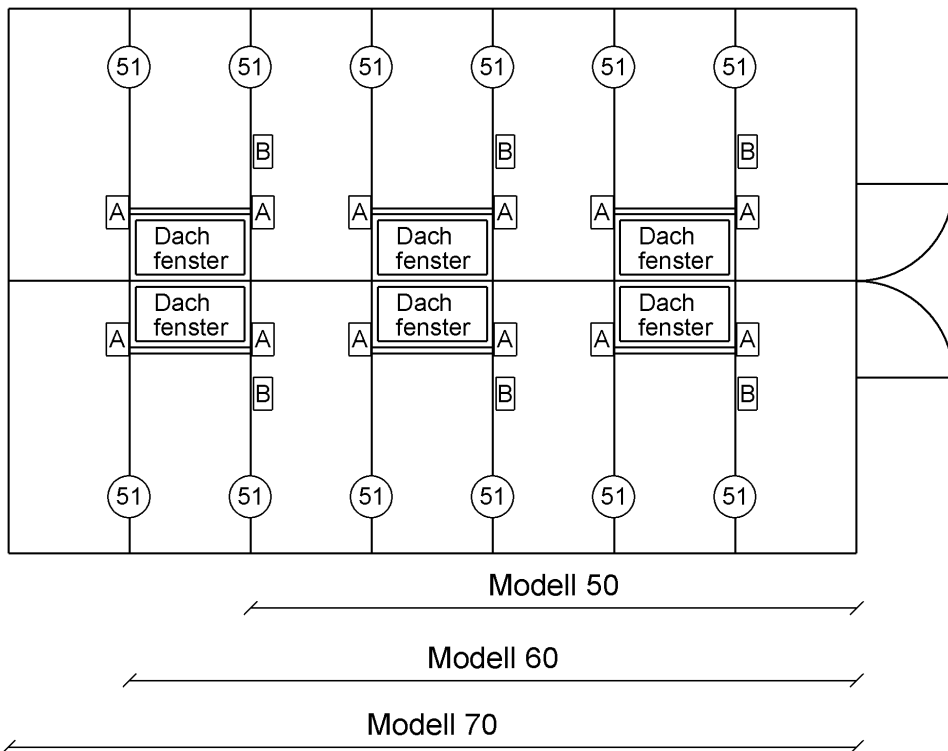 51 51 51 51 51 51
B B B
A A A A A A
Dach Dach Dach
fenster fenster fenster
Dach Dach Dach
fenster fenster fenster
A A A A A A
B B B
51 51 51 51 51 51
Modell 50
Modell 60
Modell 70